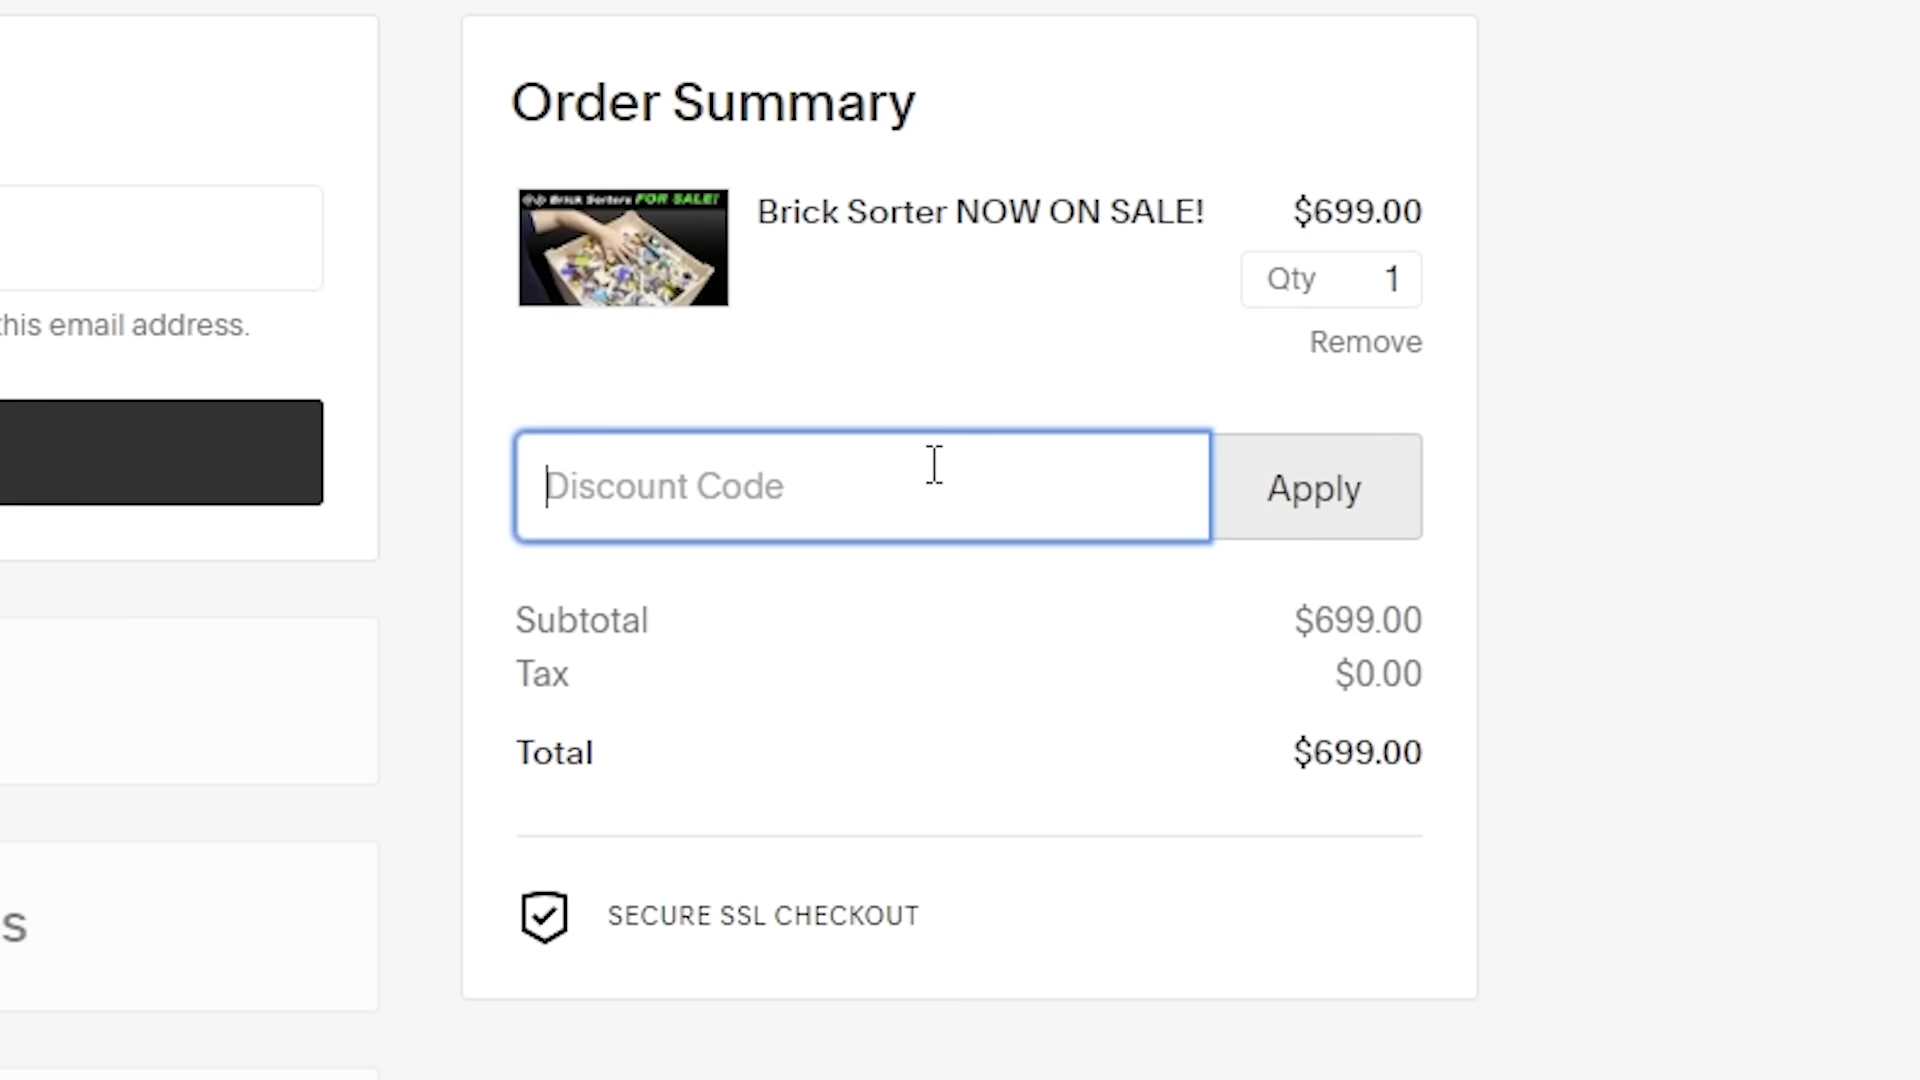 Order Summary
Brick Sorters FOR SALE!
Brick Sorter NOW ON SALE! $699.00
Qty 1
this email address.
Remove
Discount Code Apply
Subtotal $699.00
Tax $0.00
Total $699.00
s
SECURE SSL CHECKOUT